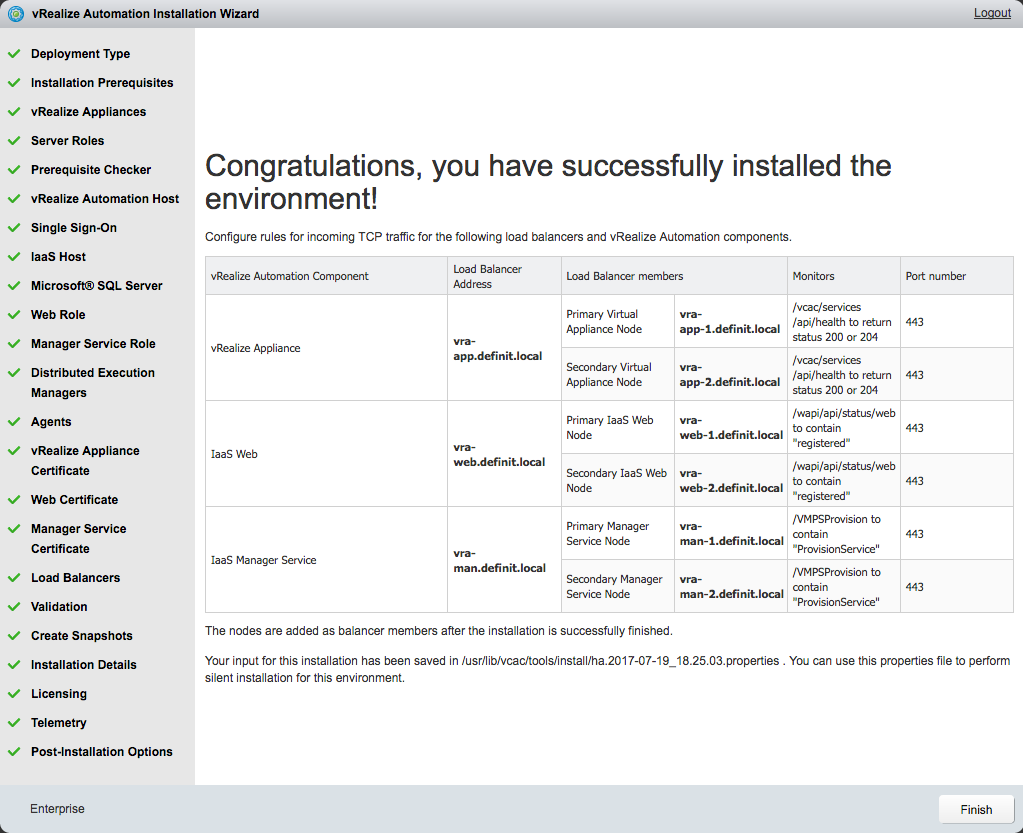 vRealize Automation Installation Wizard
Logout
Deployment Type
Installation Prerequisites
vRealize Appliances
Server Roles
Prerequisite Checker
vRealize Automation Host
Single Sign-On
IaaS Host
Microsoft® SQL Server
Web Role
Manager Service Role
Distributed Execution
Managers
Agents
vRealize Appliance
Certificate
Web Certificate
Manager Service
Certificate
Load Balancers
Validation
Create Snapshots
Installation Details
Licensing
Telemetry
Post-Installation Options
Congratulations, you have successfully installed the
environment!
Configure rules for incoming TCP traffic for the following load balancers and vRealize Automation components.
vRealize Automation Component
Load Balancer
Address
Load Balancer members
Monitors
Port number
vRealize Appliance
vra-
app.definit.local
Primary Virtual
Appliance Node
vra-
app-1.definit.local
/vcac/services
/api/health to return
status 200 or 204
443
Secondary Virtual
Appliance Node
vra-
app-2.definit.local
/vcac/services
/api/health to return
status 200 or 204
443
IaaS Web
vra-
web.definit.local
Primary IaaS Web
Node
vra-
web-1.definit.local
/wapi/api/status/web
to contain
"registered"
443
Secondary IaaS Web
Node
vra-
web-2.definit.local
/wapi/api/status/web
to contain
"registered"
443
IaaS Manager Service
vra-
man.definit.local
Primary Manager
Service Node
vra-
man-1.definit.local
/VMPSProvision to
contain
"ProvisionService"
443
Secondary Manager
Service Node
vra-
man-2.definit.local
/VMPSProvision to
contain
"ProvisionService"
443
The nodes are added as balancer members after the installation is successfully finished.
Your input for this installation has been saved in /usr/lib/vcac/tools/install/ha.2017-07-19_18.25.03.properties . You can use this properties file to perform
silent installation for this environment.
Enterprise
Finish